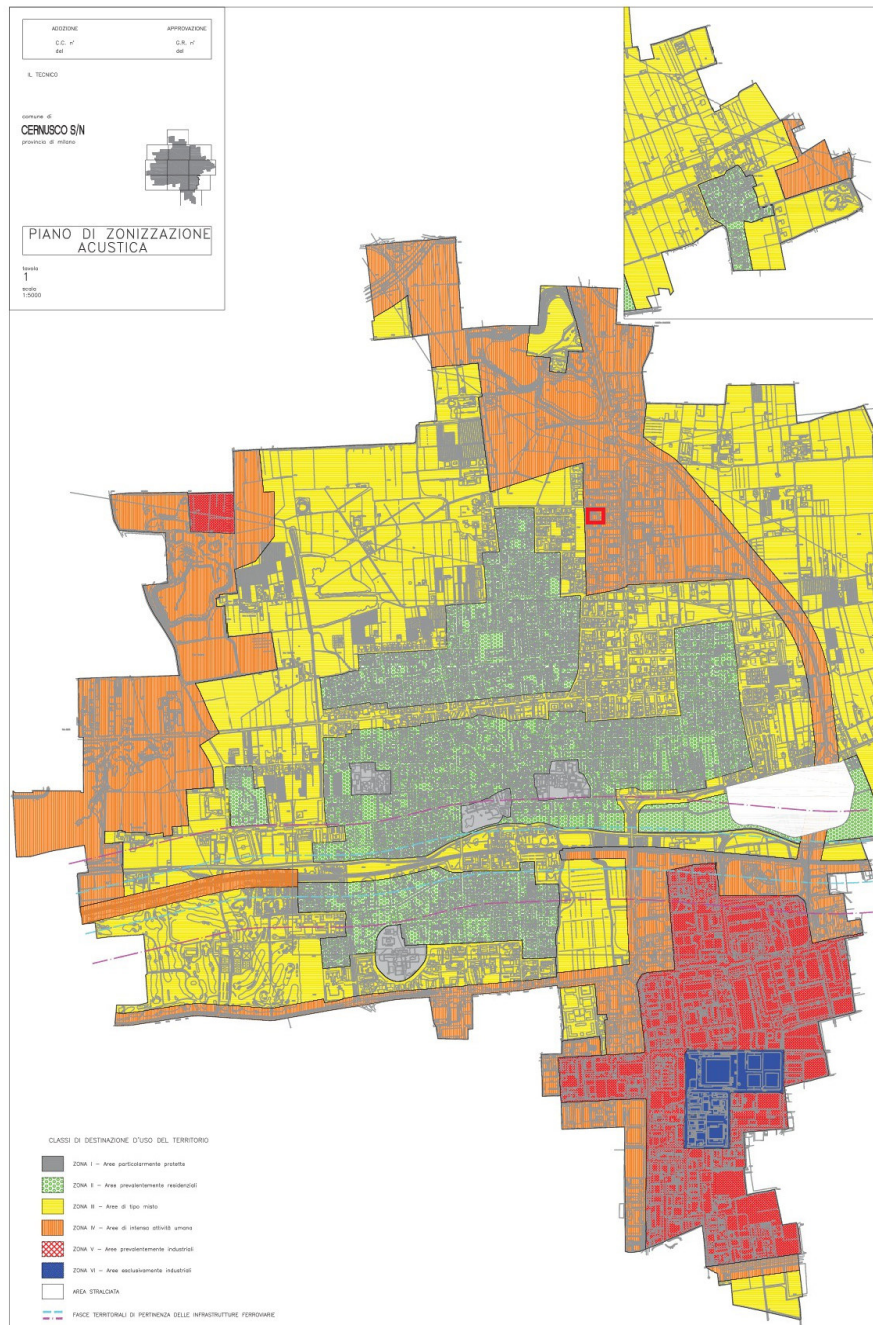 ADOZIONE
APPROVAZIONE
C.C. n°
del
G.R. n°
del
IL TECNICO
comune di
CERNUSCO S/N
provincia di milano
PIANO DI ZONIZZAZIONE
ACUSTICA
tavola
1
scala
1:5000
CLASSI DI DESTINAZIONE D'USO DEL TERRITORIO
ZONA I - Aree particolarmente protette
ZONA II - Aree prevalentemente residenziali
ZONA III - Aree di tipo misto
ZONA IV - Aree di intensa attività umana
ZONA V - Aree prevalentemente industriali
ZONA VI - Aree esclusivamente industriali
AREA STRALCIATA
FASCE TERRITORIALI DI PERTINENZA DELLE INFRASTRUTTURE FERROVIARIE